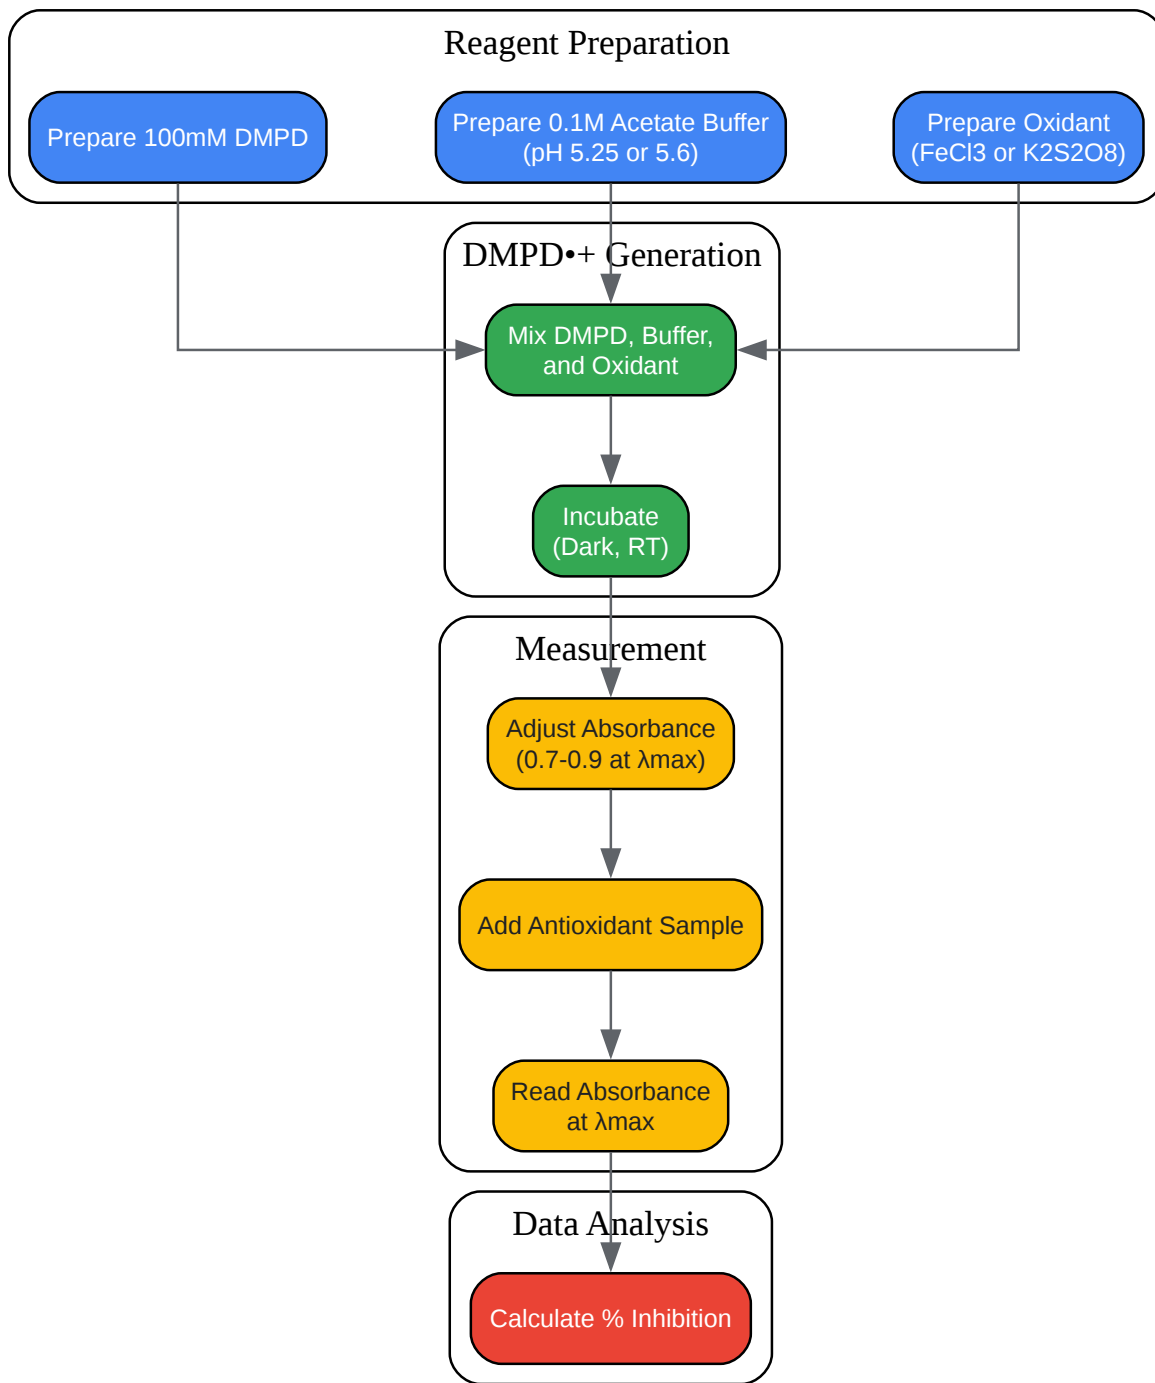 Reagent Preparation
Prepare 100mM DMPD
Prepare 0.1M Acetate Buffer
(pH 5.25 or 5.6)
Prepare Oxidant
(FeCl3 or K2S2O8)
DMPD•+ Generation
Mix DMPD, Buffer,
and Oxidant
Incubate
(Dark, RT)
Measurement
Adjust Absorbance
(0.7-0.9 at λmax)
Add Antioxidant Sample
Read Absorbance
at λmax
Data Analysis
Calculate % Inhibition